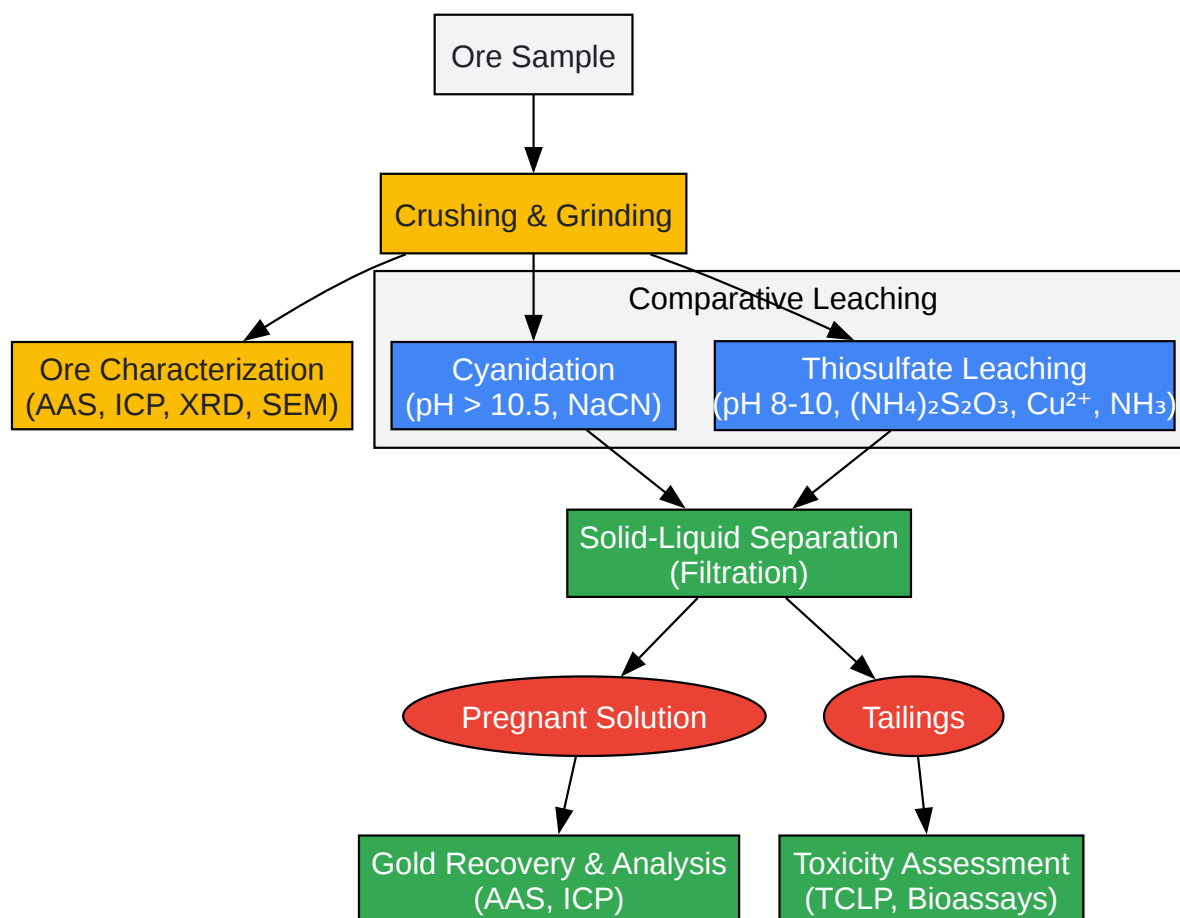 Ore Sample
Crushing & Grinding
Comparative Leaching
Ore Characterization
(AAS, ICP, XRD, SEM)
Cyanidation
(pH > 10.5, NaCN)
Thiosulfate Leaching
(pH 8-10, (NH₄)₂S₂O₃, Cu²⁺, NH₃)
Solid-Liquid Separation
(Filtration)
Pregnant Solution
Tailings
Gold Recovery & Analysis
(AAS, ICP)
Toxicity Assessment
(TCLP, Bioassays)